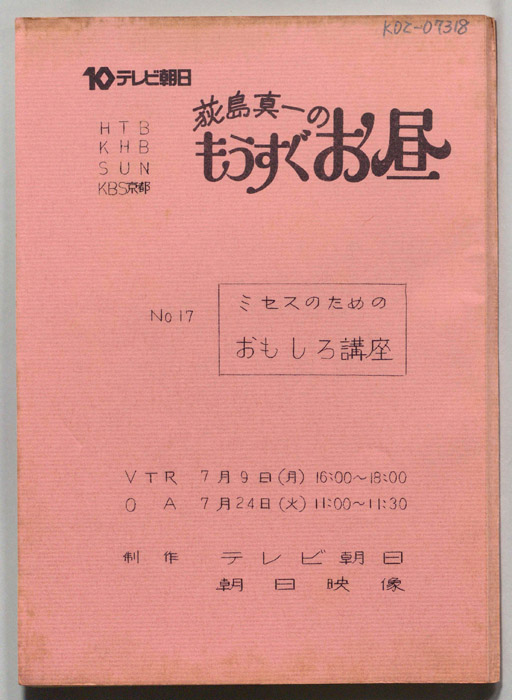 KDC-07318
10テレビ朝日
HTB
KHB
SUN
KBS京都
荻島真一の
もうすぐお昼
No 17
ミセスのための
おもしろ講座
VTR 7月9日(月) 16:00〜18:00
OA 7月24日(火) 11:00〜11:30
制作 テレビ朝日
朝日映像